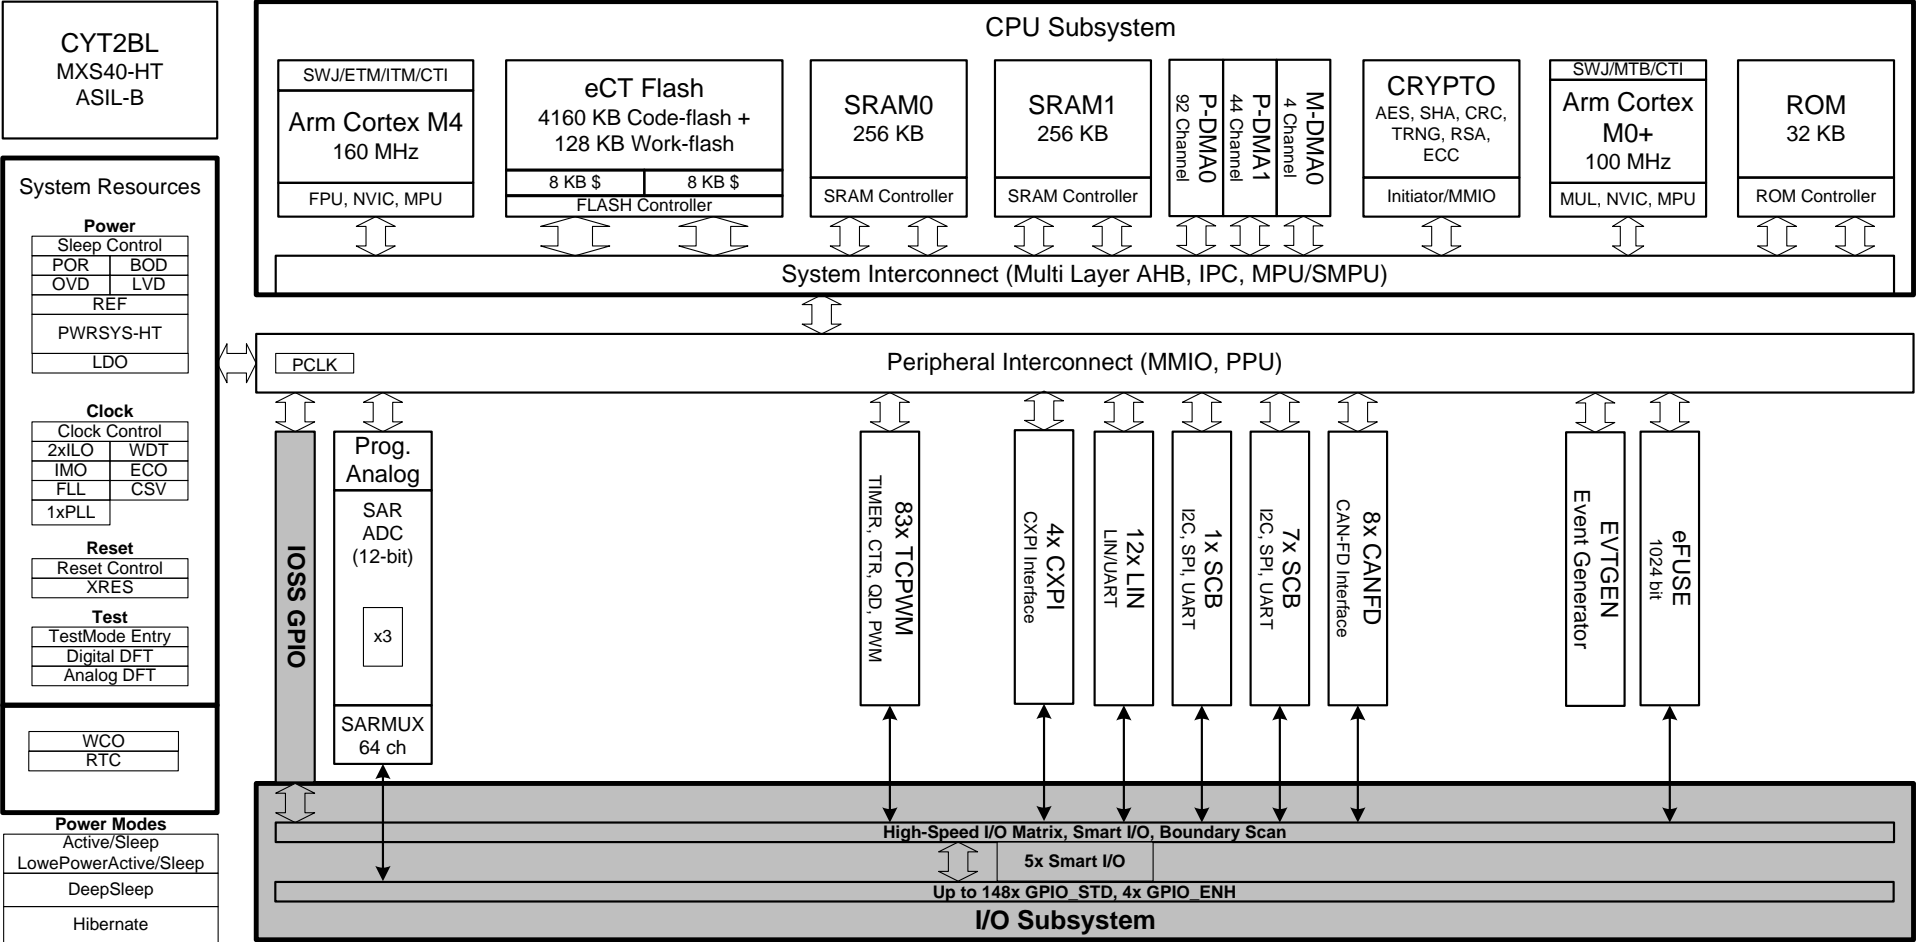 CYT2BL
MXS40-HT
ASIL-B
System Resources
Power
Sleep Control
POR
BOD
OVD
LVD
REF
PWRSYS-HT
LDO
Clock
Clock Control
2xILO
WDT
IMO
ECO
FLL
CSV
1xPLL
Reset
Reset Control
XRES
Test
TestMode Entry
Digital DFT
Analog DFT
WCO
RTC
Power Modes
Active/Sleep
LowePowerActive/Sleep
DeepSleep
Hibernate
CPU Subsystem
SWJ/ETM/ITM/CTI
Arm Cortex M4
160 MHz
FPU, NVIC, MPU
eCT Flash
4160 KB Code-flash +
128 KB Work-flash
8 KB $
8 KB $
FLASH Controller
SRAM0
256 KB
SRAM Controller
SRAM1
256 KB
SRAM Controller
P-DMA0
92 Channel
P-DMA1
44 Channel
M-DMA0
4 Channel
CRYPTO
AES, SHA, CRC,
TRNG, RSA,
ECC
Initiator/MMIO
SWJ/MTB/CTI
Arm Cortex
M0+
100 MHz
MUL, NVIC, MPU
ROM
32 KB
ROM Controller
System Interconnect (Multi Layer AHB, IPC, MPU/SMPU)
PCLK
Peripheral Interconnect (MMIO, PPU)
IOSS GPIO
Prog.
Analog
SAR
ADC
(12-bit)
x3
SARMUX
64 ch
83x TCPWM
TIMER, CTR, QD, PWM
4x CXPI
CXPI Interface
12x LIN
LIN/UART
1x SCB
I2C, SPI, UART
7x SCB
I2C, SPI, UART
8x CANFD
CAN-FD Interface
EVTGEN
Event Generator
eFUSE
1024 bit
High-Speed I/O Matrix, Smart I/O, Boundary Scan
5x Smart I/O
Up to 148x GPIO_STD, 4x GPIO_ENH
I/O Subsystem